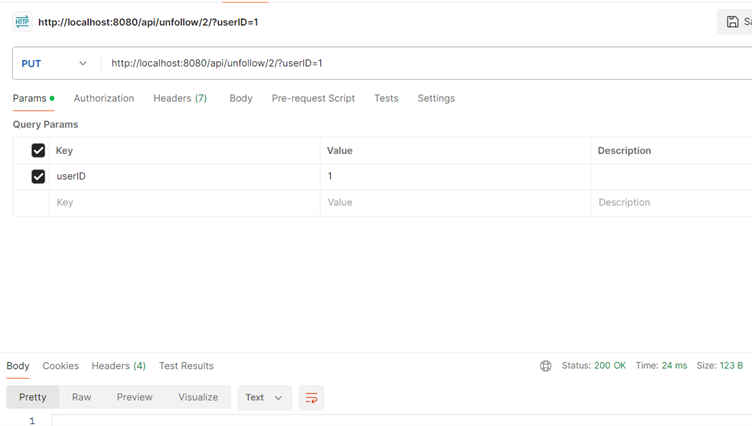 HTTP http://localhost:8080/api/unfollow/2/?userID=1
PUT http://localhost:8080/api/unfollow/2/?userID=1
Params Authorization Headers (7) Body Pre-request Script Tests Settings
Query Params
Key Value Description
userID 1
Key Value Description
Body Cookies Headers (4) Test Results Status: 200 OK Time: 24 ms Size: 123 B
Pretty Raw Preview Visualize Text
1